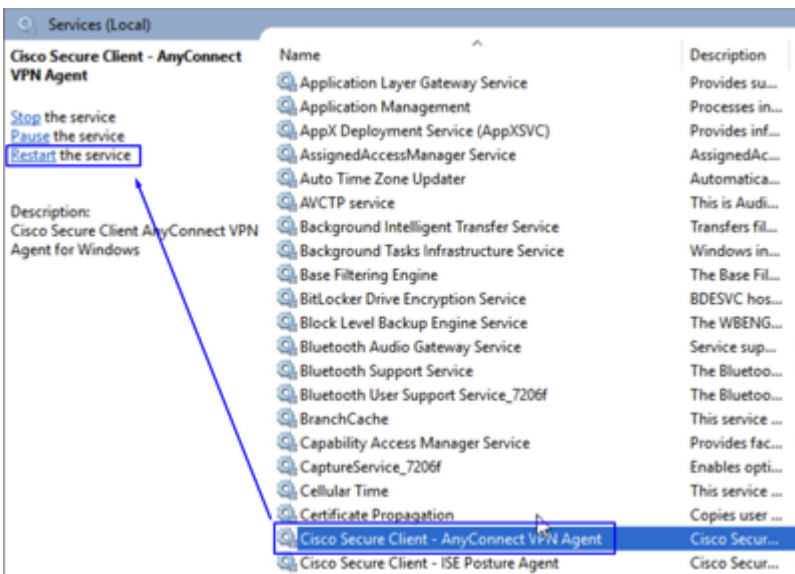 Services (Local)
Cisco Secure Client - AnyConnect
VPN Agent
Stop the service
Pause the service
Restart the service
Description:
Cisco Secure Client AnyConnect VPN
Agent for Windows
Name Description
Application Layer Gateway Service Provides su...
Application Management Processes in...
AppX Deployment Service (AppXSVC) Provides inf...
AssignedAccessManager Service AssignedAc...
Auto Time Zone Updater Automatica...
AVCTP service This is Audi...
Background Intelligent Transfer Service Transfers fil...
Background Tasks Infrastructure Service Windows in...
Base Filtering Engine The Base Fil...
BitLocker Drive Encryption Service BDESVC hos...
Block Level Backup Engine Service The WBENG...
Bluetooth Audio Gateway Service Service sup...
Bluetooth Support Service The Bluetoo...
Bluetooth User Support Service_7206f The Bluetoo...
BranchCache This service ...
Capability Access Manager Service Provides fac...
CaptureService_7206f Enables opti...
Cellular Time This service ...
Certificate Propagation Copies user ...
Cisco Secure Client - AnyConnect VPN Agent Cisco Secur...
Cisco Secure Client - ISE Posture Agent Cisco Secur...